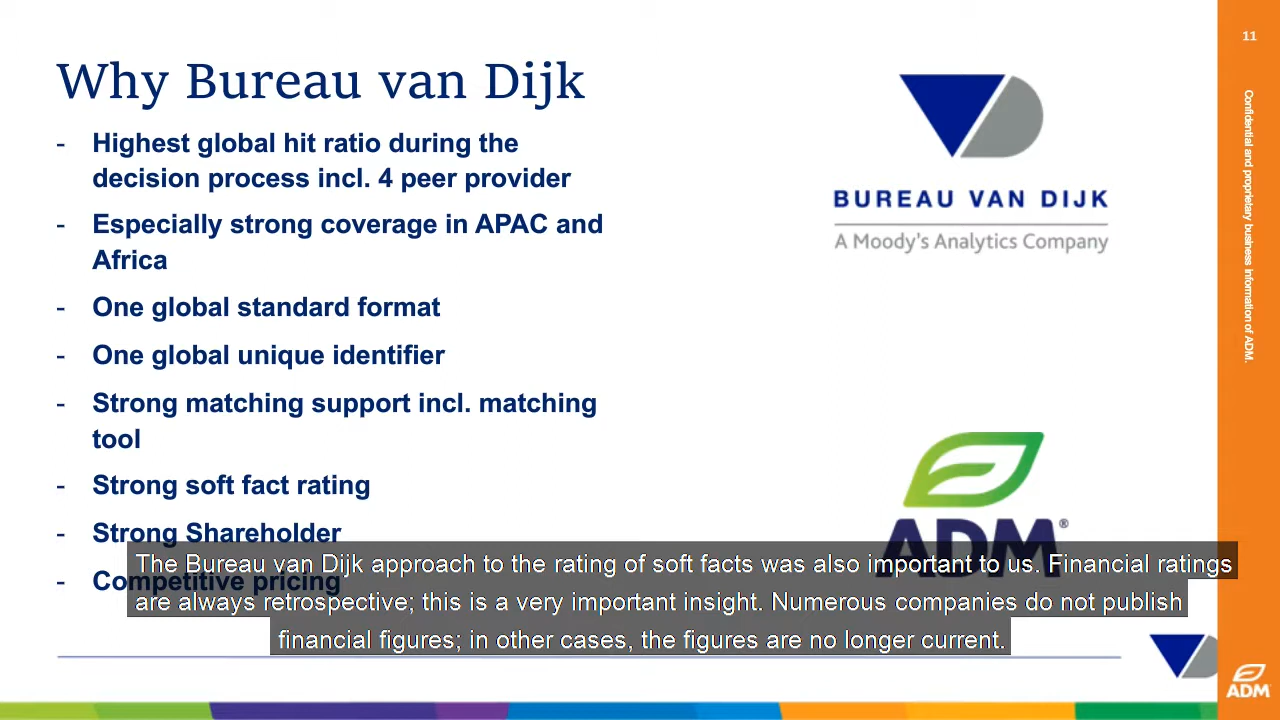 Why Bureau van Dijk
- Highest global hit ratio during the
decision process incl. 4 peer provider
- Especially strong coverage in APAC and
Africa
- One global standard format
- One global unique identifier
- Strong matching support incl. matching
tool
- Strong soft fact rating
- Strong Shareholder
- Competitive pricing
BUREAU VAN DIJK
A Moody's Analytics Company
ADM®
The Bureau van Dijk approach to the rating of soft facts was also important to us. Financial ratings
are always retrospective; this is a very important insight. Numerous companies do not publish
financial figures; in other cases, the figures are no longer current.
11
Confidential and proprietary business information of ADM.
ADM